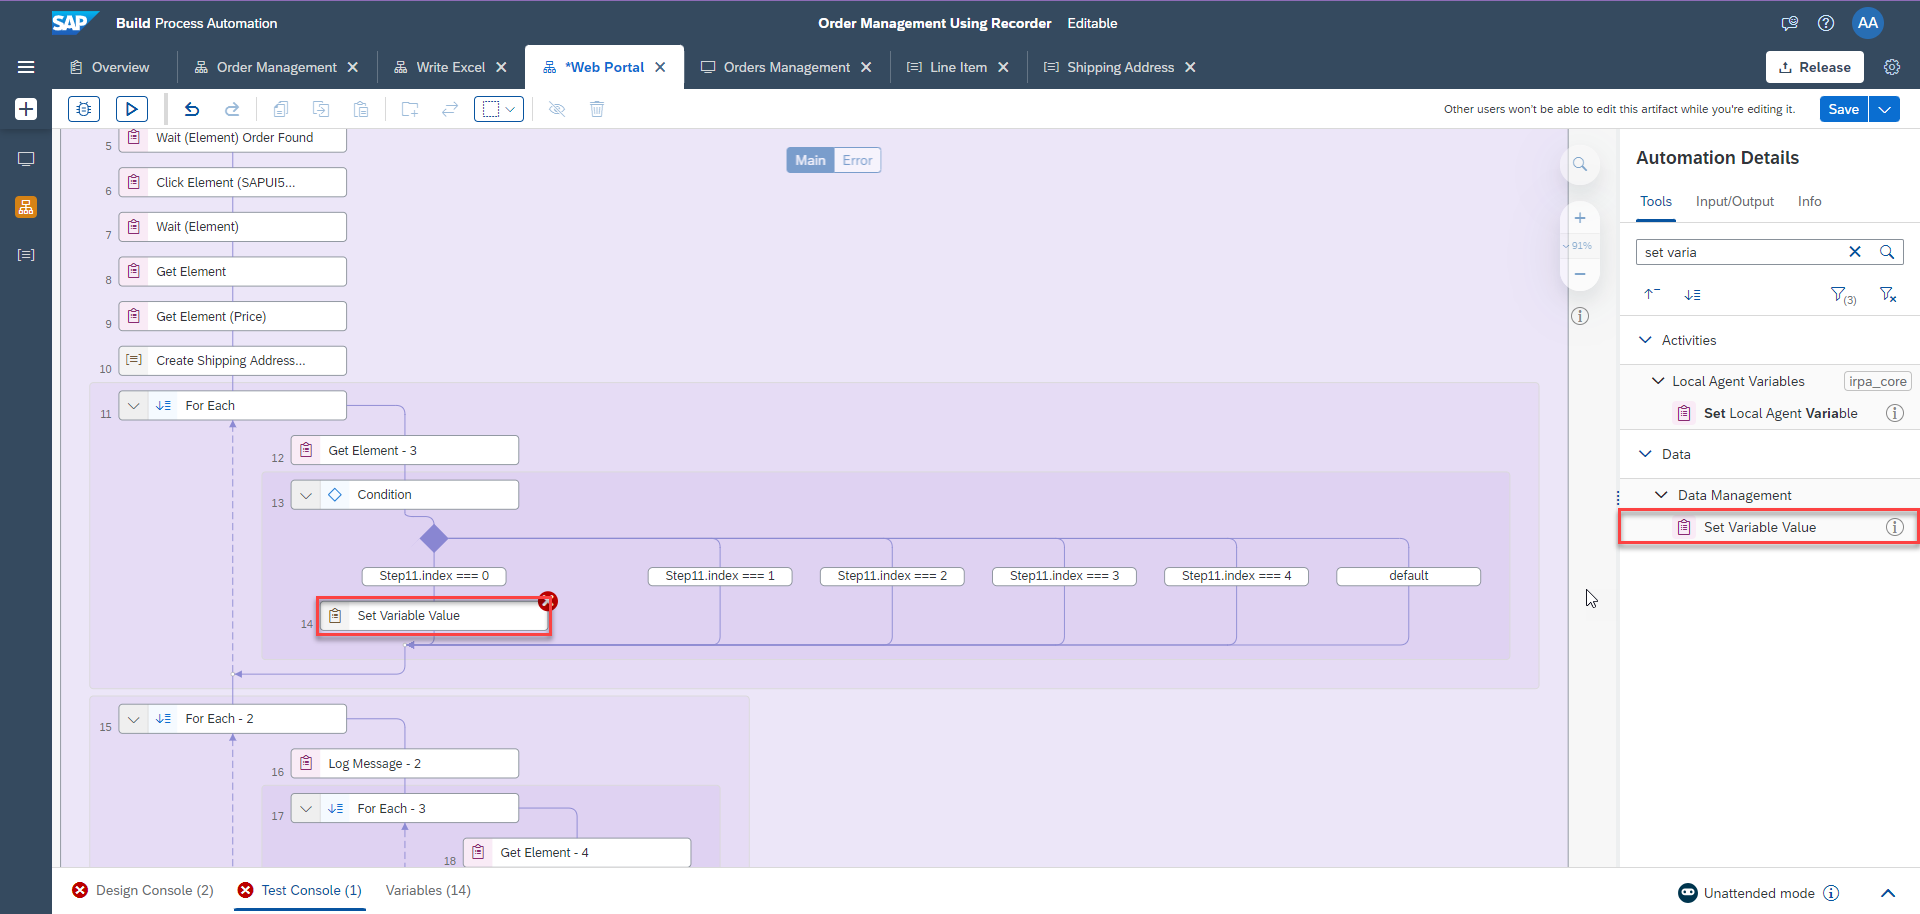 SAP Build Process Automation
Order Management Using Recorder Editable
AA
Overview
Order Management
Write Excel
*Web Portal
Orders Management
Line Item
Shipping Address
Release
Other users won't be able to edit this artifact while you're editing it.
Save
Main Error
91%
5 Wait (Element) Order Found
6 Click Element (SAPUI5...
7 Wait (Element)
8 Get Element
9 Get Element (Price)
10 Create Shipping Address...
11 For Each
12 Get Element - 3
13 Condition
Step11.index === 0
Step11.index === 1
Step11.index === 2
Step11.index === 3
Step11.index === 4
default
14 Set Variable Value
15 For Each - 2
16 Log Message - 2
17 For Each - 3
18 Get Element - 4
Automation Details
Tools Input/Output Info
set varia
(3)
Activities
Local Agent Variables irpa_core
Set Local Agent Variable
Data
Data Management
Set Variable Value
Design Console (2)
Test Console (1)
Variables (14)
Unattended mode